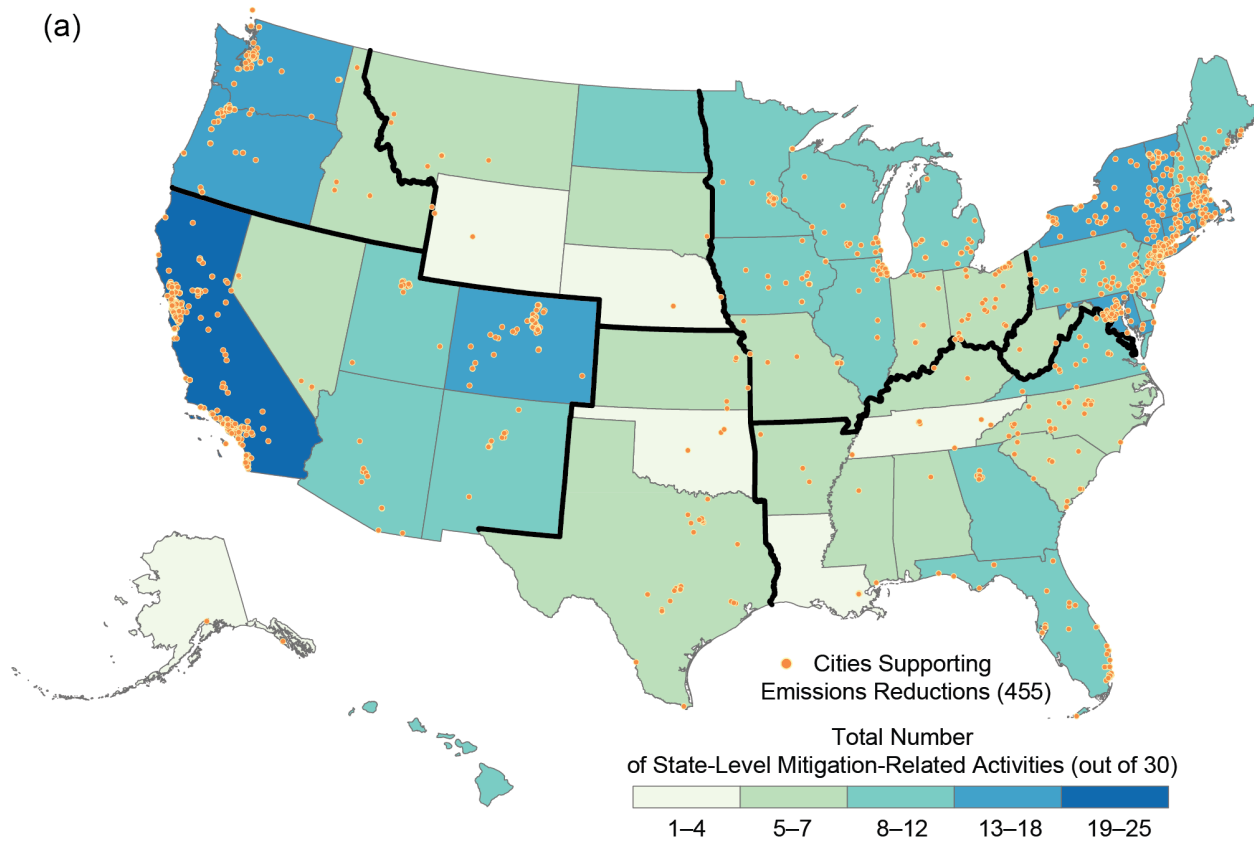 (a)
Cities Supporting
Emissions Reductions (455)
Total Number
of State-Level Mitigation-Related Activities (out of 30)
1–4 5–7 8–12 13–18 19–25